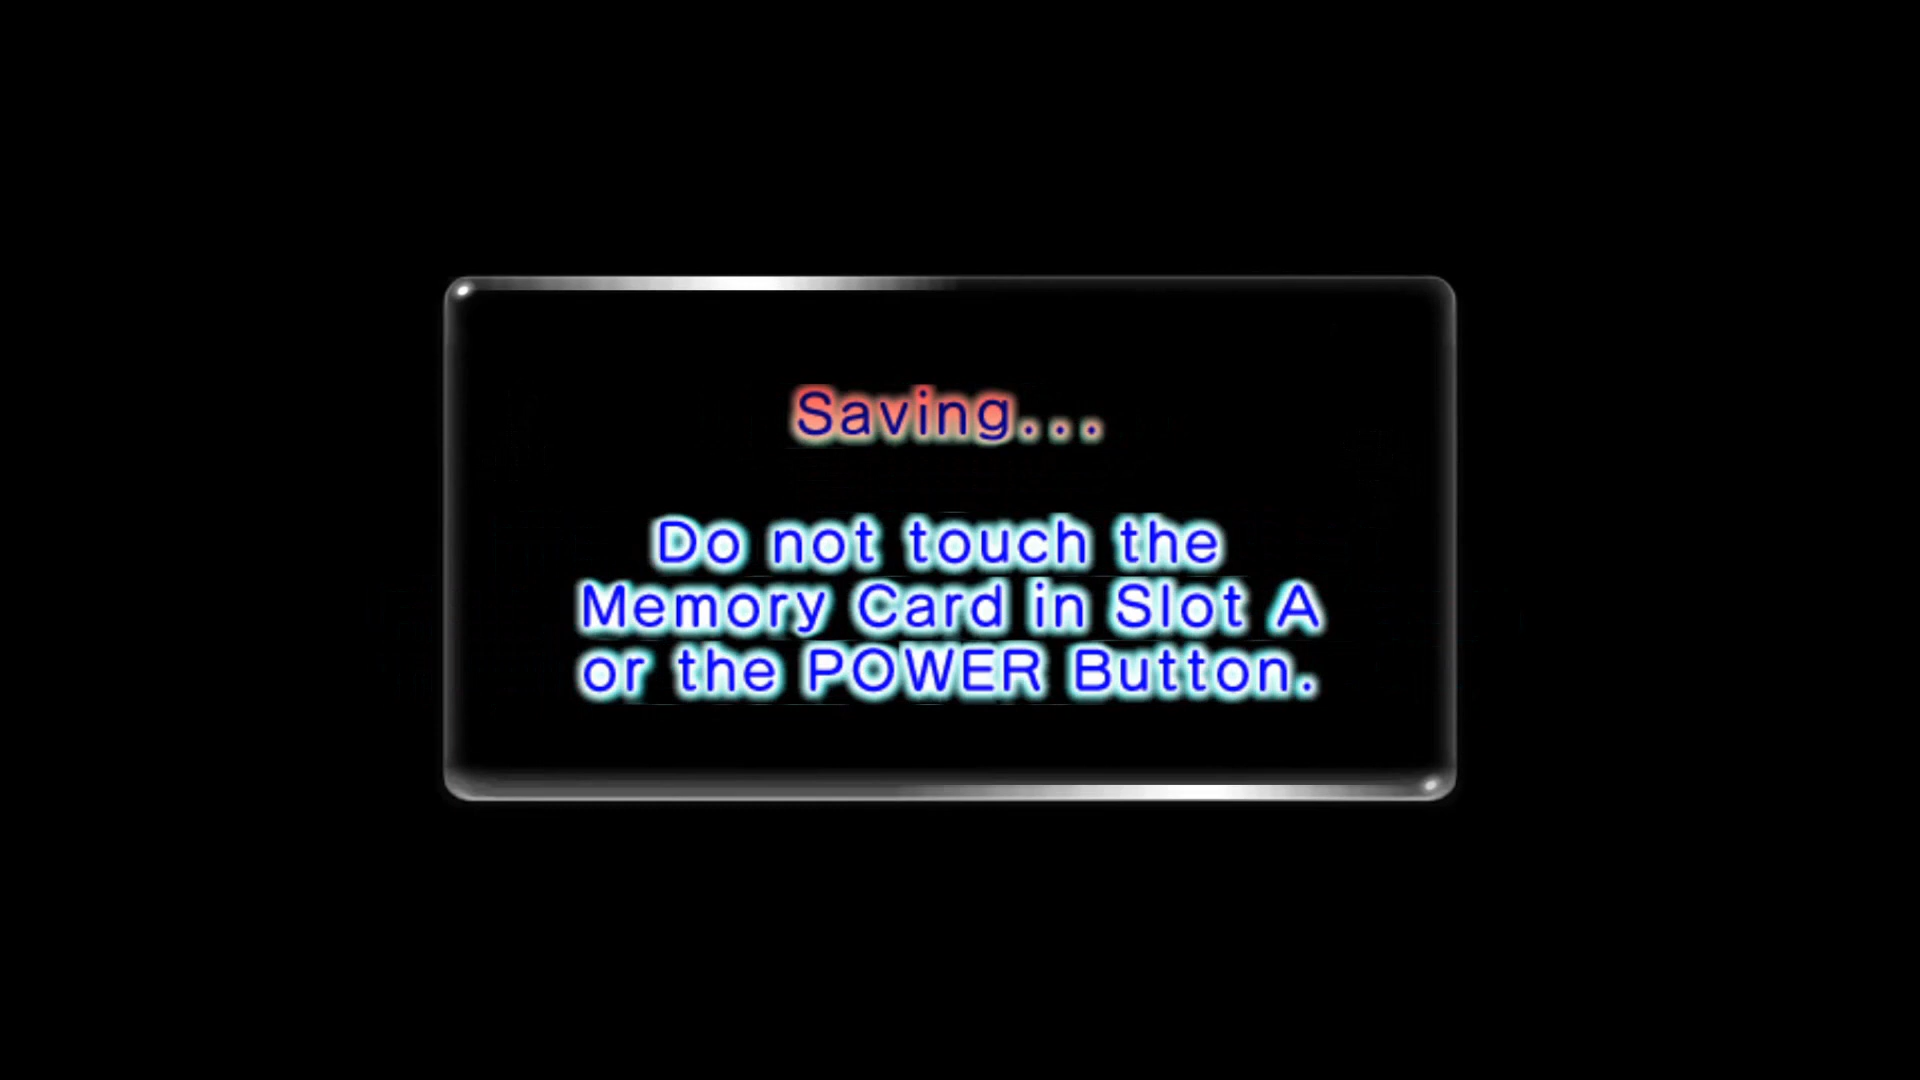 Saving...
Do not touch the
Memory Card in Slot A
or the POWER Button.